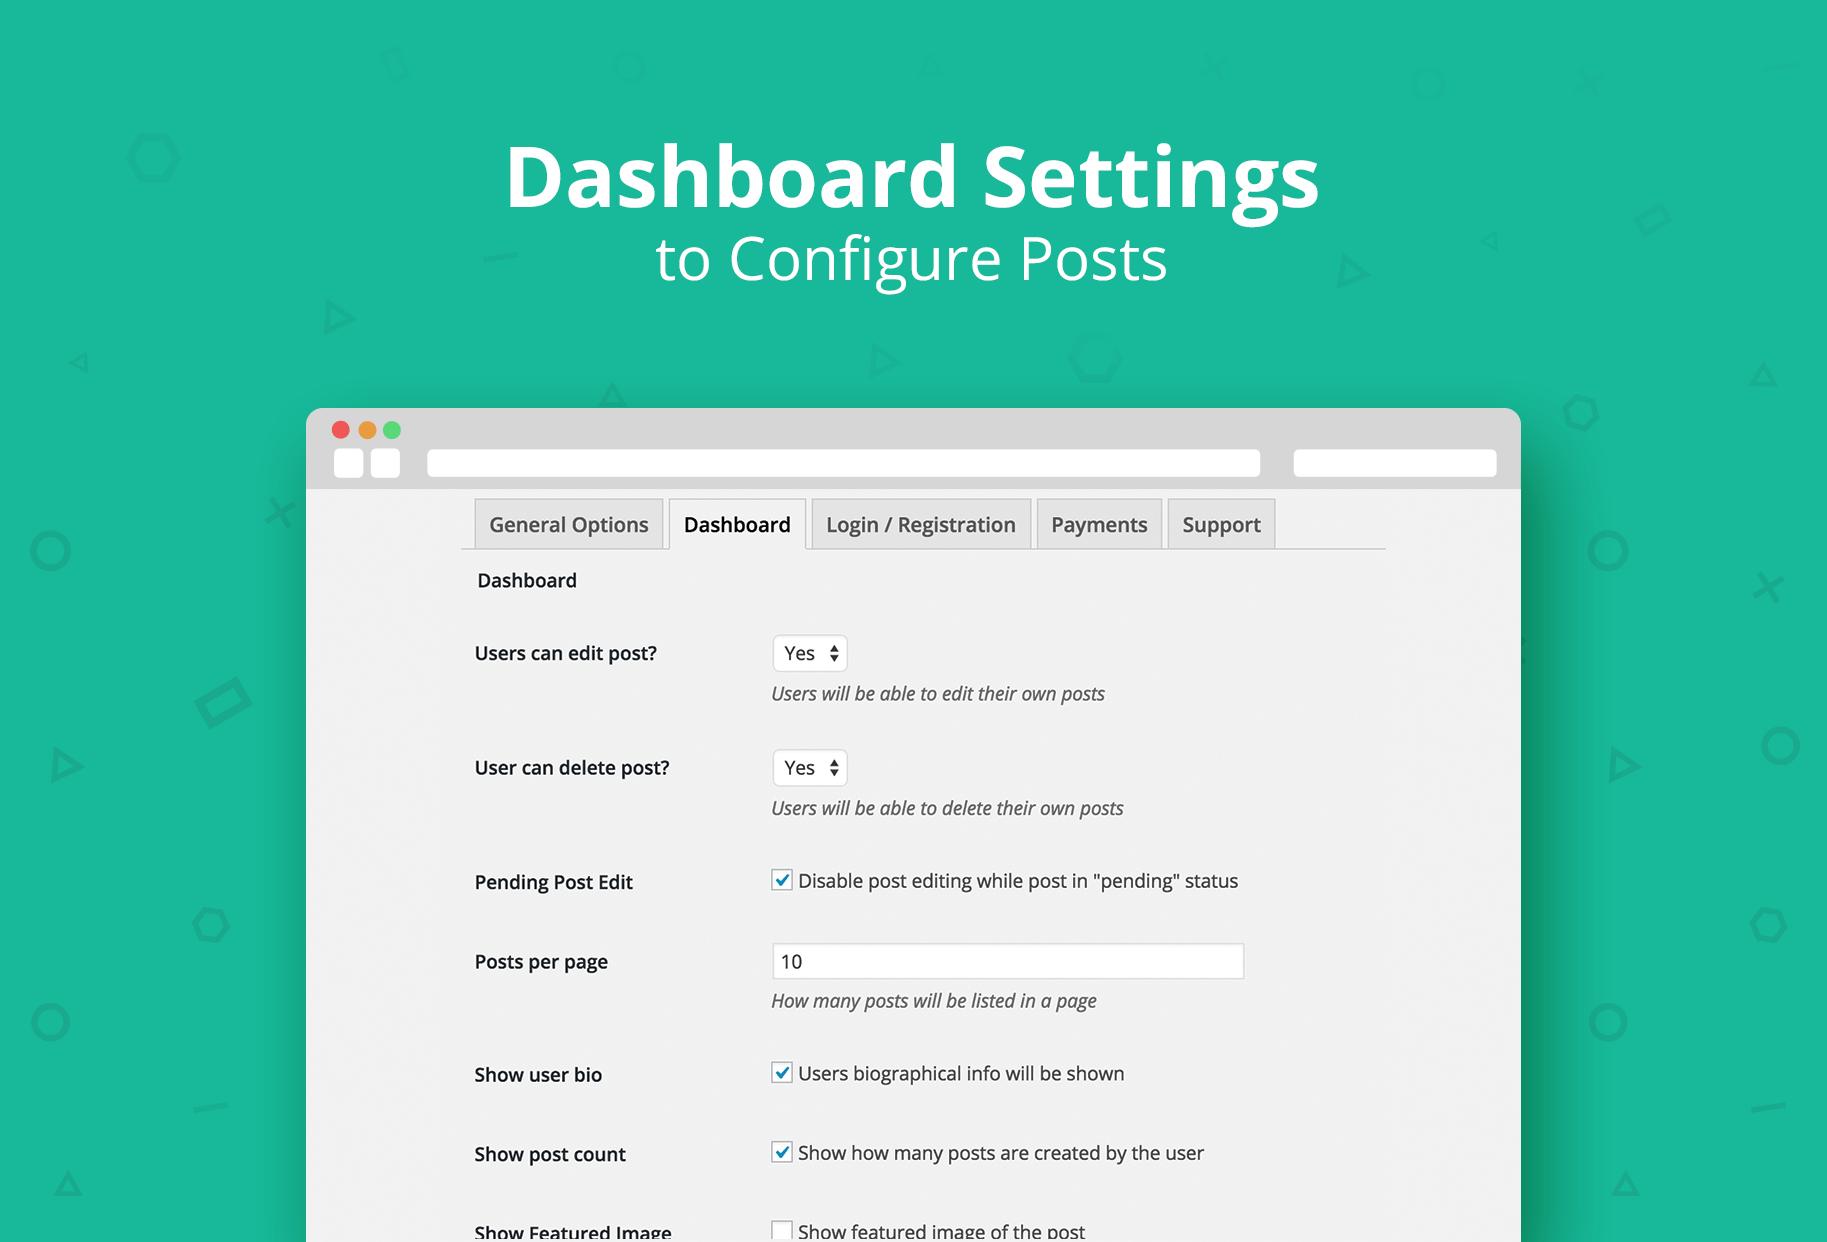 Dashboard Settings
to Configure Posts
General Options Dashboard Login / Registration Payments Support
Dashboard
Users can edit post? Yes
Users will be able to edit their own posts
User can delete post? Yes
Users will be able to delete their own posts
Pending Post Edit Disable post editing while post in "pending" status
Posts per page 10
How many posts will be listed in a page
Show user bio Users biographical info will be shown
Show post count Show how many posts are created by the user
Show Featured Image Show featured image of the post